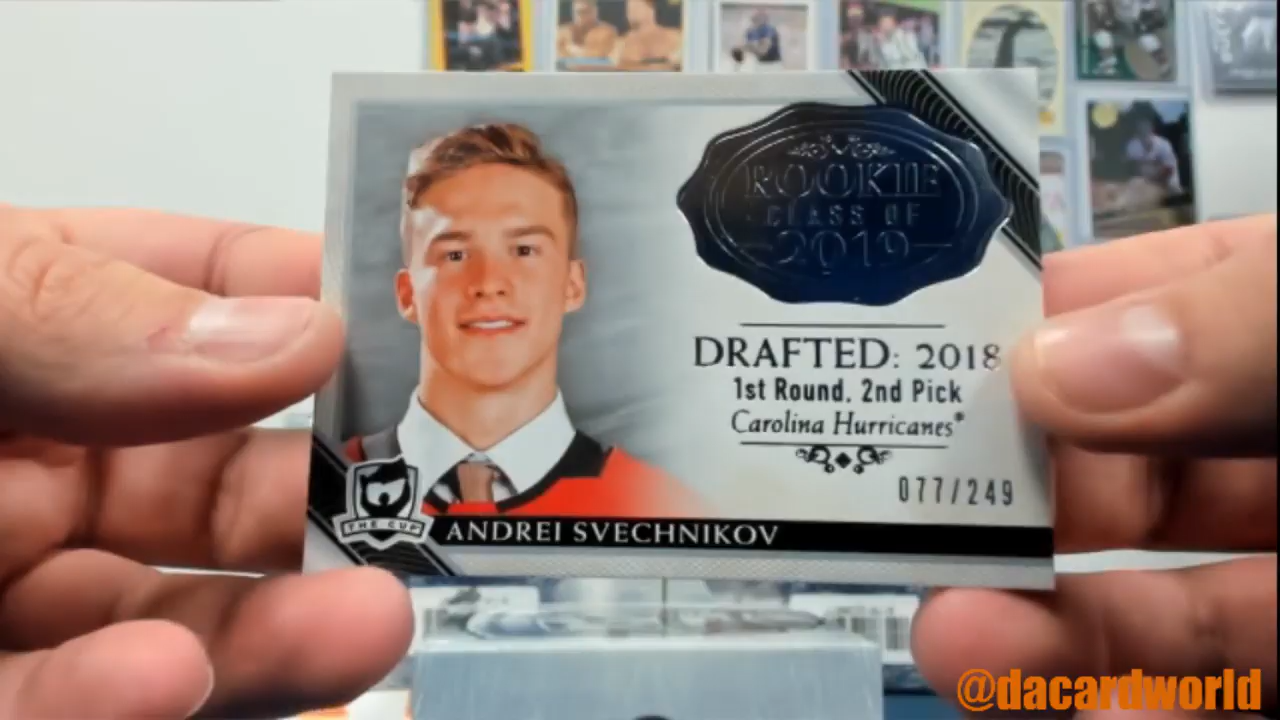 ROOKIE
CLASS OF
2019
DRAFTED: 2018
1st Round, 2nd Pick
Carolina Hurricanes®
077/249
THE CUP
ANDREI SVECHNIKOV
@dacardworld